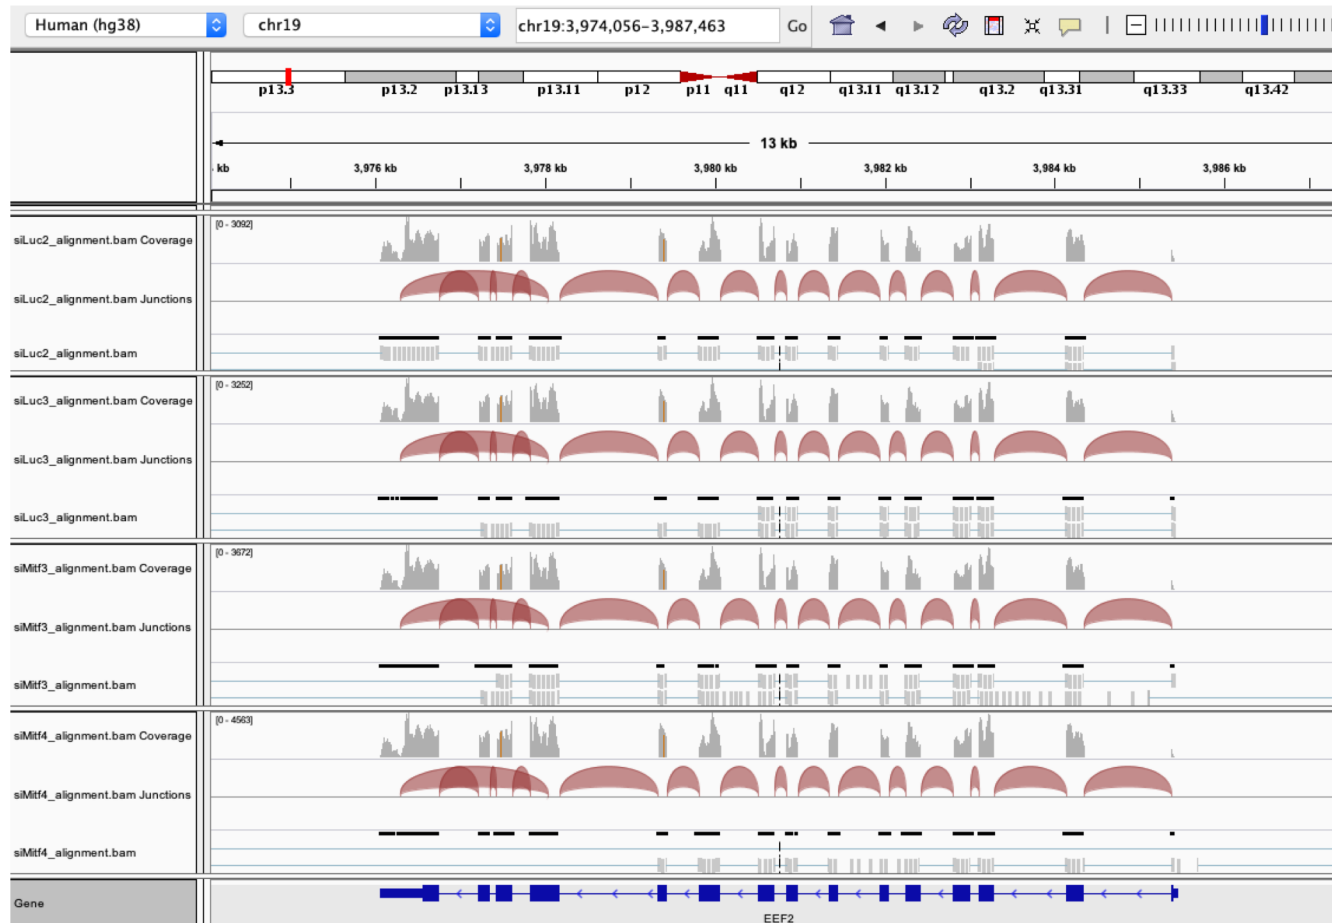 Human (hg38) chr19 chr19:3,974,056-3,987,463 Go
p13.3 p13.2 p13.13 p13.11 p12 p11 q11 q12 q13.11 q13.12 q13.2 q13.31 q13.33 q13.42
13 kb
kb 3,976 kb 3,978 kb 3,980 kb 3,982 kb 3,984 kb 3,986 kb
[0 - 3092]
siLuc2_alignment.bam Coverage
siLuc2_alignment.bam Junctions
siLuc2_alignment.bam
[0 - 3252]
siLuc3_alignment.bam Coverage
siLuc3_alignment.bam Junctions
siLuc3_alignment.bam
[0 - 3672]
siMitf3_alignment.bam Coverage
siMitf3_alignment.bam Junctions
siMitf3_alignment.bam
[0 - 4563]
siMitf4_alignment.bam Coverage
siMitf4_alignment.bam Junctions
siMitf4_alignment.bam
Gene
EEF2